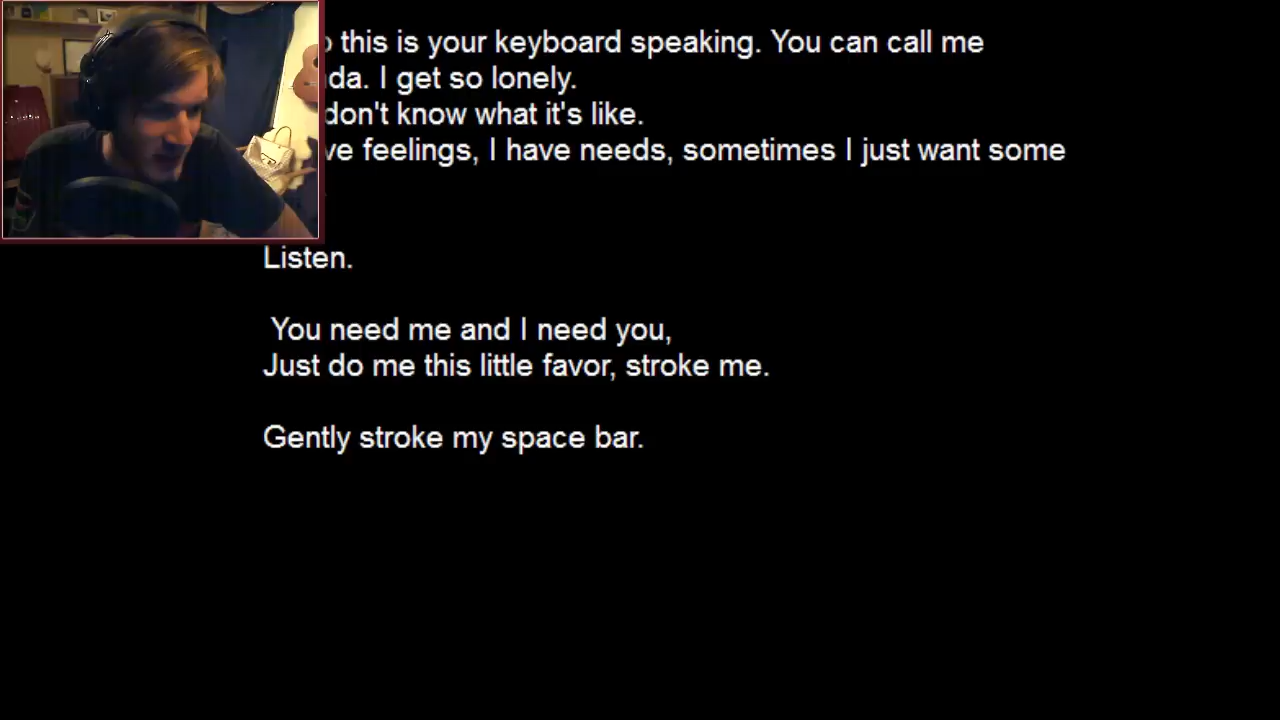 this is your keyboard speaking. You can call me
I get so lonely.
don't know what it's like.
feelings, I have needs, sometimes I just want some
Listen.
You need me and I need you,
Just do me this little favor, stroke me.
Gently stroke my space bar.